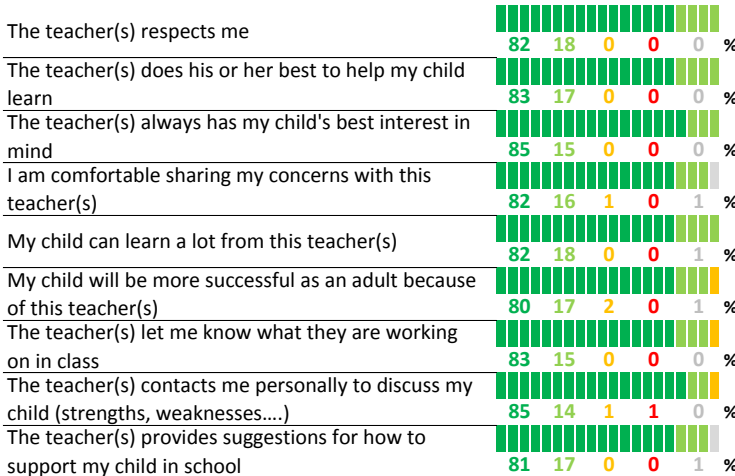 The teacher(s) respects me
82 18 0 0 0 %
The teacher(s) does his or her best to help my child
learn
83 17 0 0 0 %
The teacher(s) always has my child's best interest in
mind
85 15 0 0 0 %
I am comfortable sharing my concerns with this
teacher(s)
82 16 1 0 1 %
My child can learn a lot from this teacher(s)
82 18 0 0 1 %
My child will be more successful as an adult because
of this teacher(s)
80 17 2 0 1 %
The teacher(s) let me know what they are working
on in class
83 15 0 0 0 %
The teacher(s) contacts me personally to discuss my
child (strengths, weaknesses....)
85 14 1 1 0 %
The teacher(s) provides suggestions for how to
support my child in school
81 17 0 0 1 %